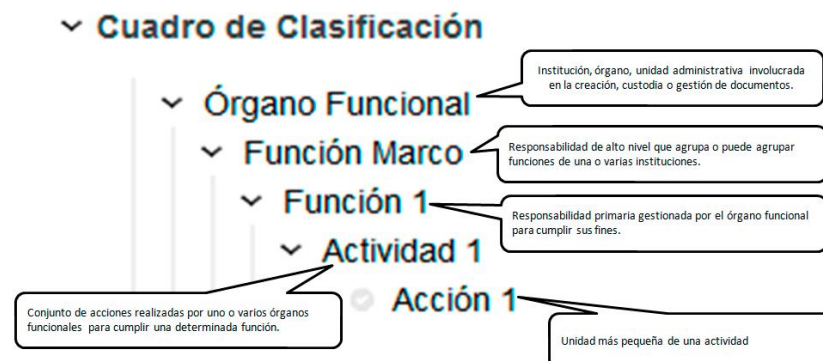 Cuadro de Clasificación
Institución, órgano, unidad administrativa involucrada
en la creación, custodia o gestión de documentos.
Órgano Funcional
Función Marco
Responsabilidad de alto nivel que agrupa o puede agrupar
funciones de una o varias instituciones.
Función 1
Responsabilidad primaria gestionada por el órgano funcional
para cumplir sus fines.
Actividad 1
Conjunto de acciones realizadas por uno o varios órganos
funcionales para cumplir una determinada función.
Acción 1
Unidad más pequeña de una actividad